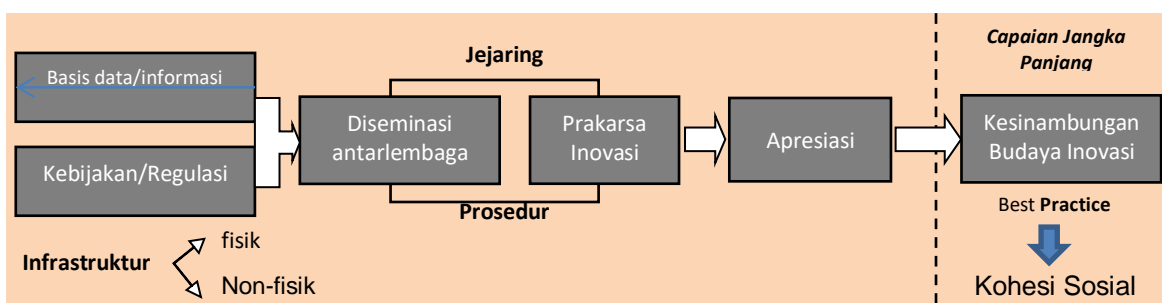 Basis data/informasi
Kebijakan/Regulasi
Infrastruktur
fisik
Non-fisik
Jejaring
Diseminasi
antarlembaga
Prakarsa
Inovasi
Prosedur
Apresiasi
Capaian Jangka
Panjang
Kesinambungan
Budaya Inovasi
Best Practice
Kohesi Sosial